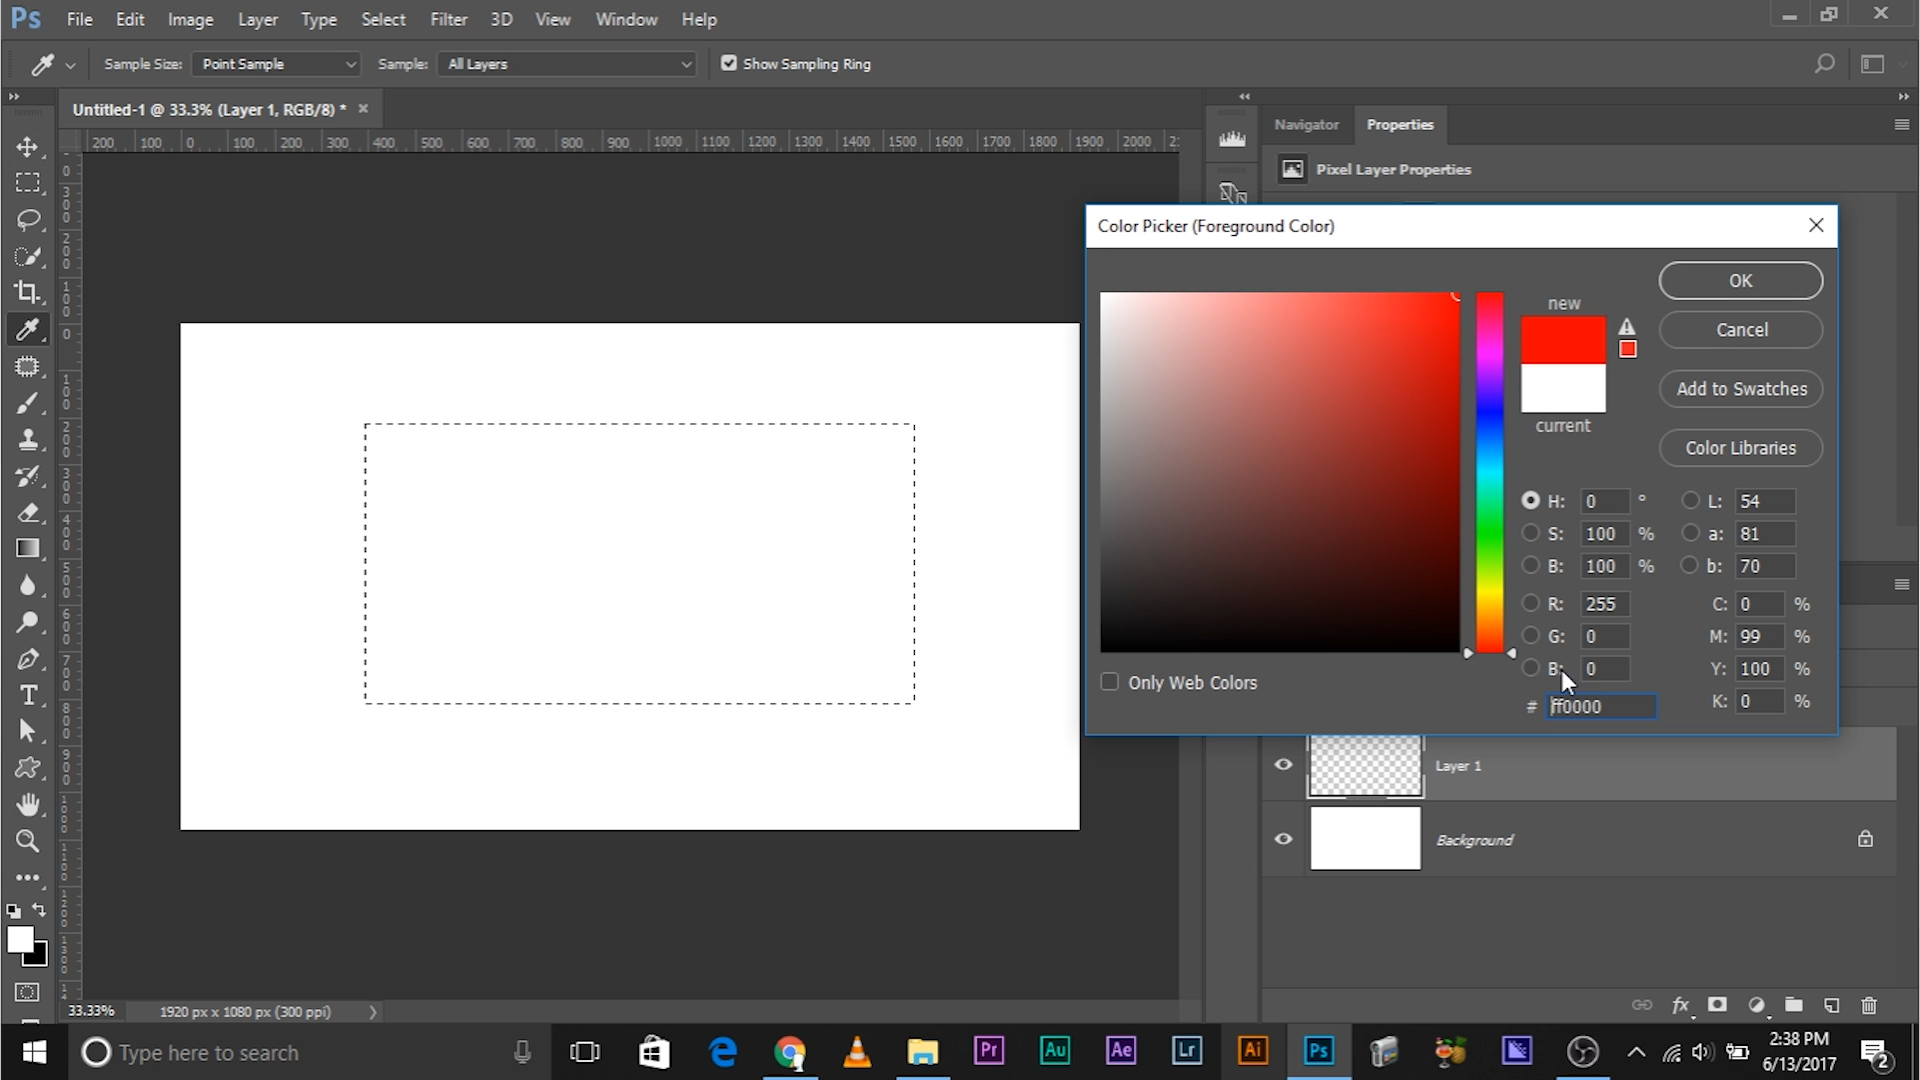 Ps File Edit Image Layer Type Select Filter 3D View Window Help
Sample Size: Point Sample Sample: All Layers Show Sampling Ring
Untitled-1 @ 33.3% (Layer 1, RGB/8) *
Navigator Properties
200 100 0 100 200 300 400 500 600 700 800 900 1000 1100 1200 1300 1400 1500 1600 1700 1800 1900 2000
Pixel Layer Properties
Color Picker (Foreground Color)
OK
new
Cancel
Add to Swatches
current
Color Libraries
H: 0 ° L: 54
S: 100 % a: 81
B: 100 % b: 70
R: 255 C: 0 %
G: 0 M: 99 %
B: 0 Y: 100 %
Only Web Colors
# ff0000 K: 0 %
Layer 1
Background
33.33% 1920 px x 1080 px (300 ppi)
fx
Type here to search
Pr Au Ae Lr Ai Ps
2:38 PM
6/13/2017
2